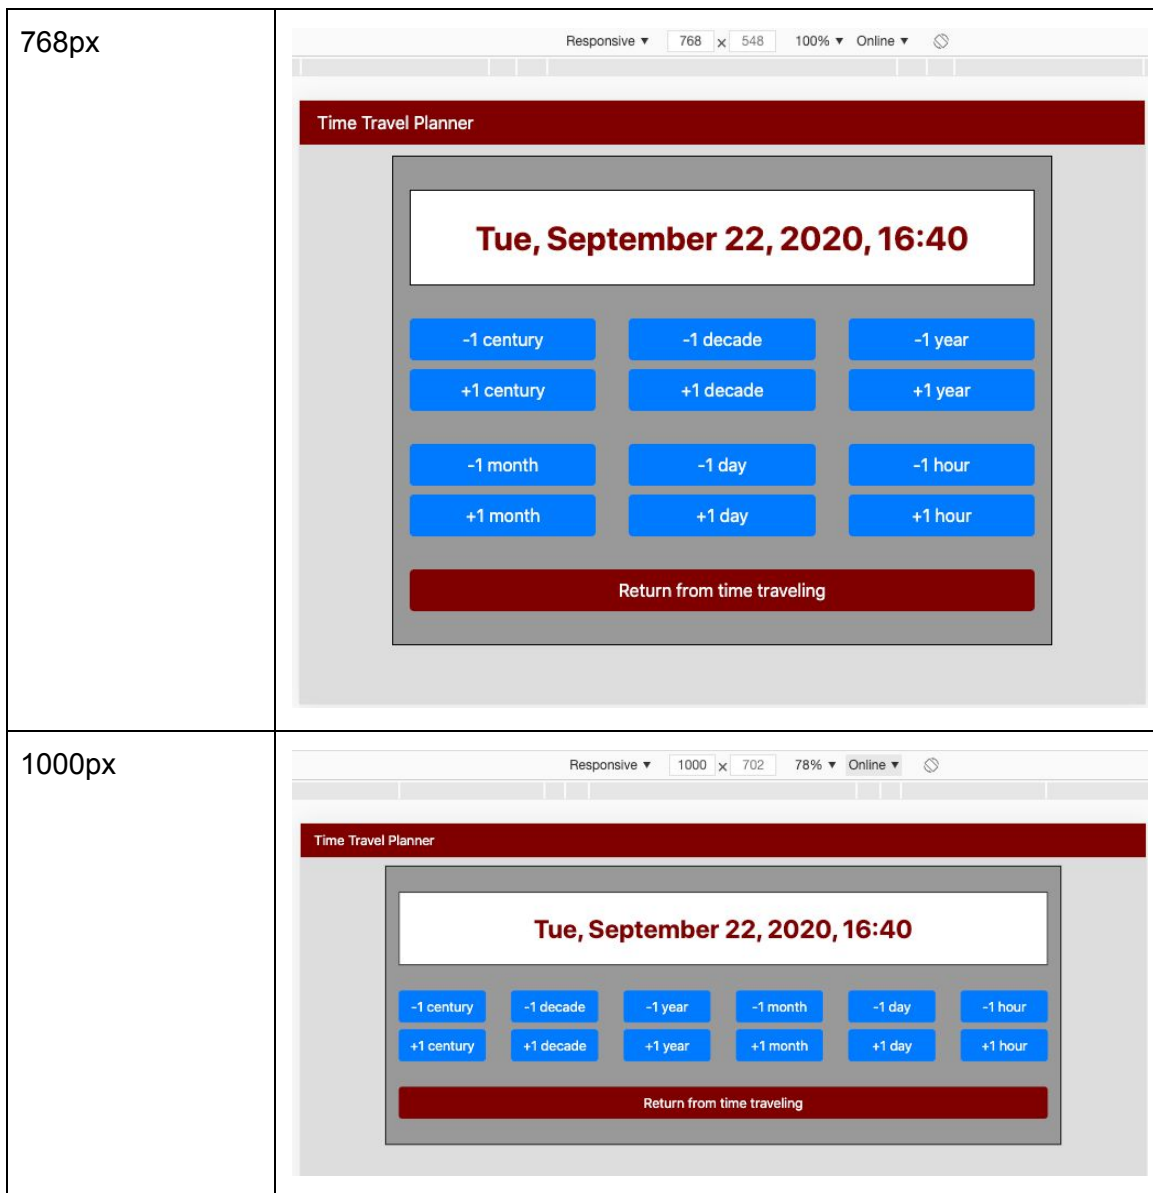 768px
Responsive ▼ 768 x 548 100% ▼ Online ▼
Time Travel Planner
Tue, September 22, 2020, 16:40
-1 century -1 decade -1 year
+1 century +1 decade +1 year
-1 month -1 day -1 hour
+1 month +1 day +1 hour
Return from time traveling
1000px
Responsive ▼ 1000 x 702 78% ▼ Online ▼
Time Travel Planner
Tue, September 22, 2020, 16:40
-1 century -1 decade -1 year -1 month -1 day -1 hour
+1 century +1 decade +1 year +1 month +1 day +1 hour
Return from time traveling